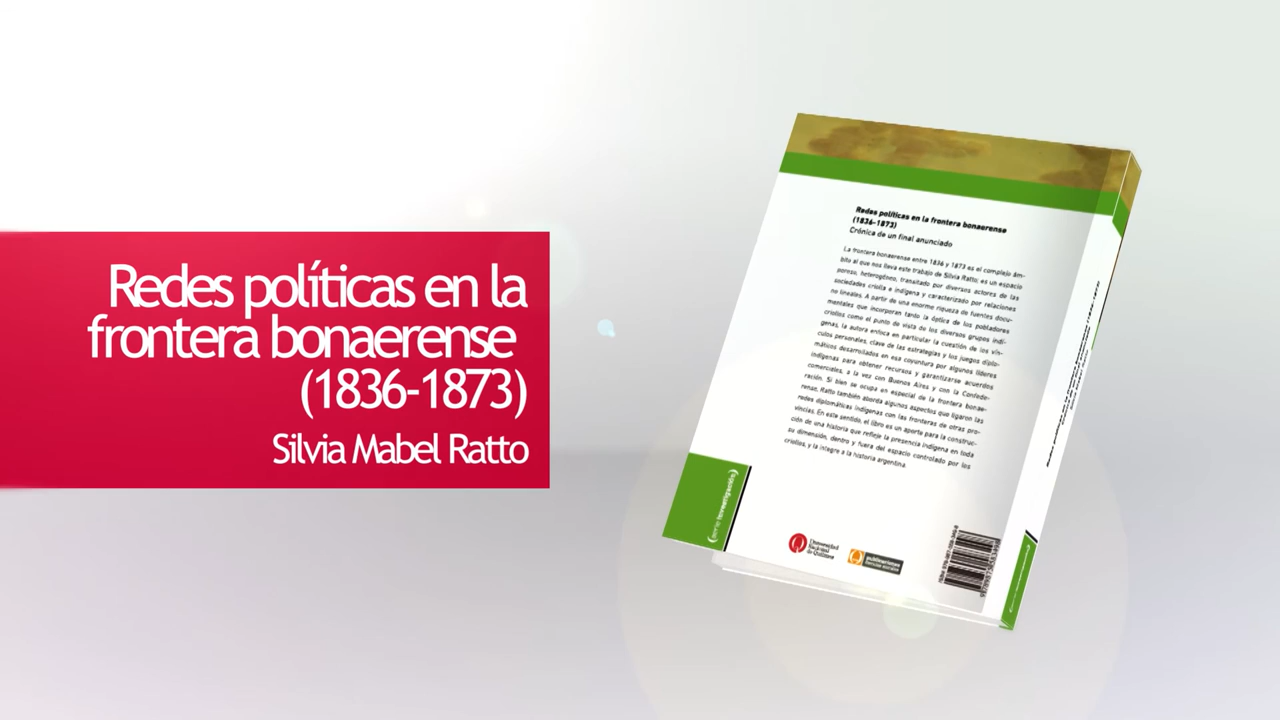 Redes políticas en la
frontera bonaerense
(1836-1873)
Silvia Mabel Ratto
Redes políticas en la frontera bonaerense
(1836-1873)
Crónica de un final anunciado
La frontera bonaerense entre 1836 y 1873 es el complejo ám-
bito al que nos lleva este trabajo de Silvia Ratto; es un espacio
poroso, heterogéneo, transitado por diversos actores de las
sociedades criolla e indígena y caracterizado por relaciones
no lineales. A partir de una enorme riqueza de fuentes docu-
mentales que incorporan tanto la óptica de los pobladores
criollos como el punto de vista de los diversos grupos indí-
genas, la autora enfoca en particular la cuestión de los vín-
culos personales, clave de las estrategias y los juegos diplo-
máticos desarrollados en esa coyuntura por algunos líderes
indígenas para obtener recursos y garantizarse acuerdos
comerciales, a la vez con Buenos Aires y con la Confede-
ración. Si bien se ocupa en especial de la frontera bonae-
rense, Ratto también aborda algunos aspectos que ligaron las
redes diplomáticas indígenas con las fronteras de otras pro-
vincias. En este sentido, el libro es un aporte para la construc-
ción de una historia que refleje la presencia indígena en toda
su dimensión, dentro y fuera del espacio controlado por los
criollos, y la integre a la historia argentina.
(serie investigación)
Universidad
Nacional
de Quilmes
publicaciones
ciencias sociales